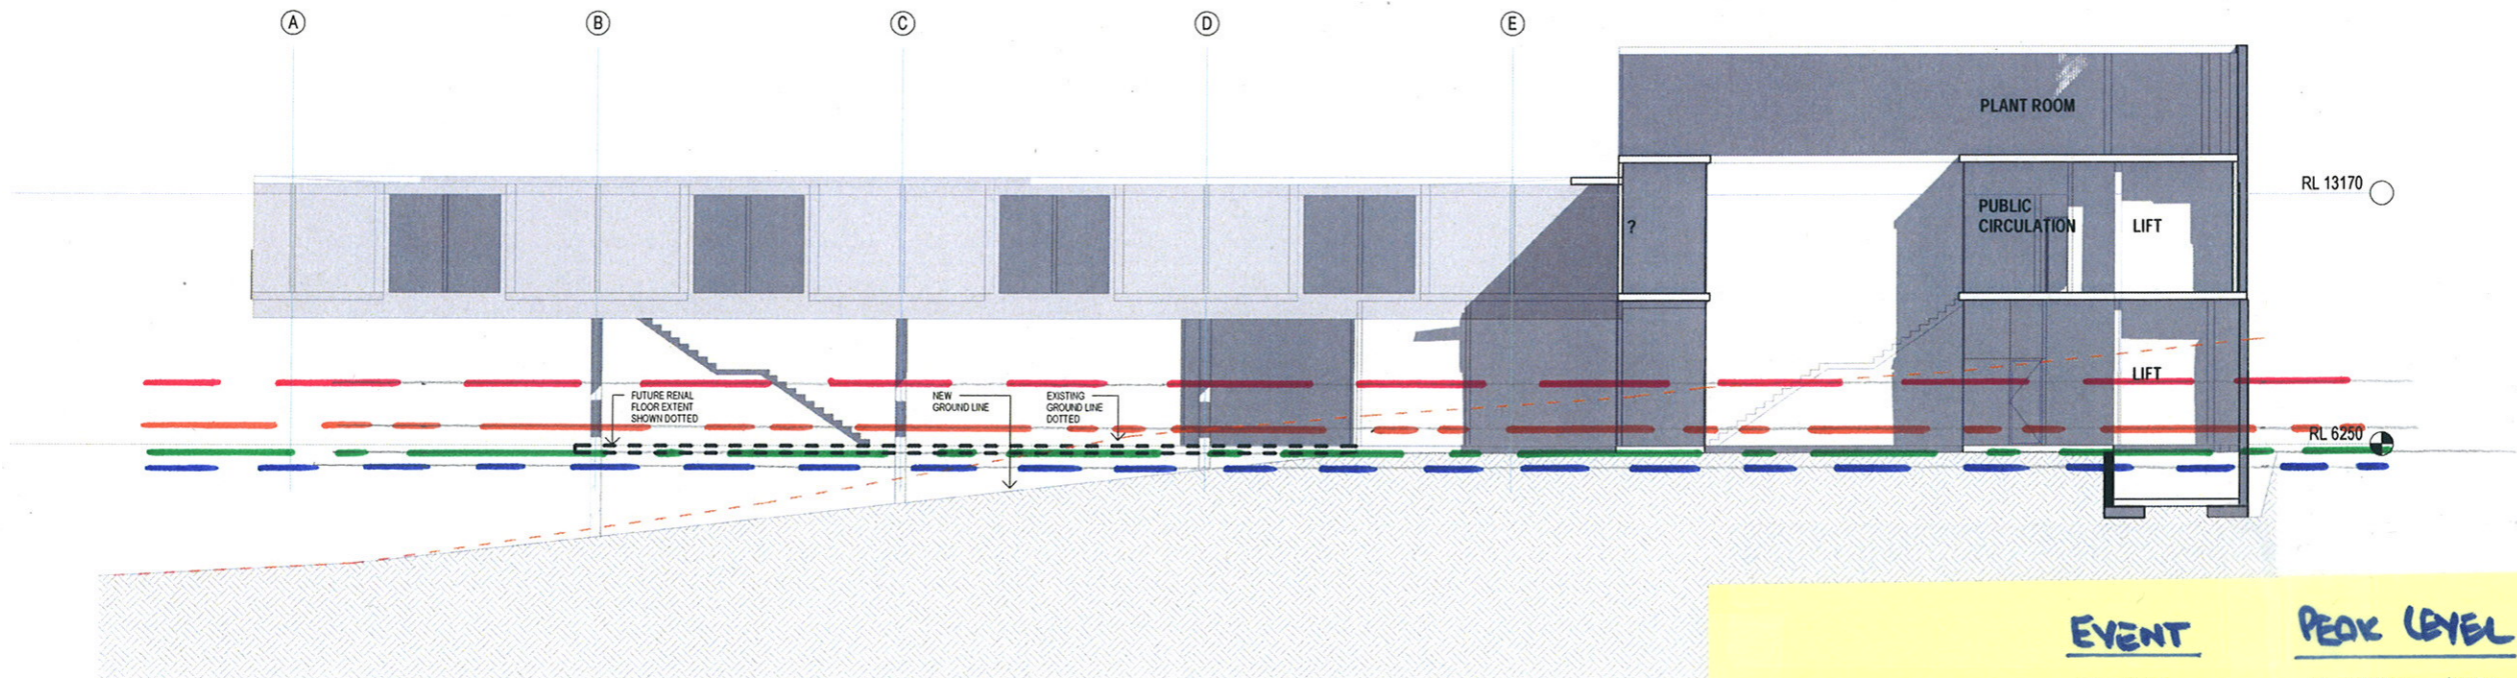 A
B
C
D
E
PLANT ROOM
RL 13170
PUBLIC
CIRCULATION
LIFT
?
LIFT
FUTURE RENAL
FLOOR EXTENT
SHOWN DOTTED
NEW
GROUND LINE
EXISTING
GROUND LINE
DOTTED
RL 6250
EVENT
PEAK LEVEL